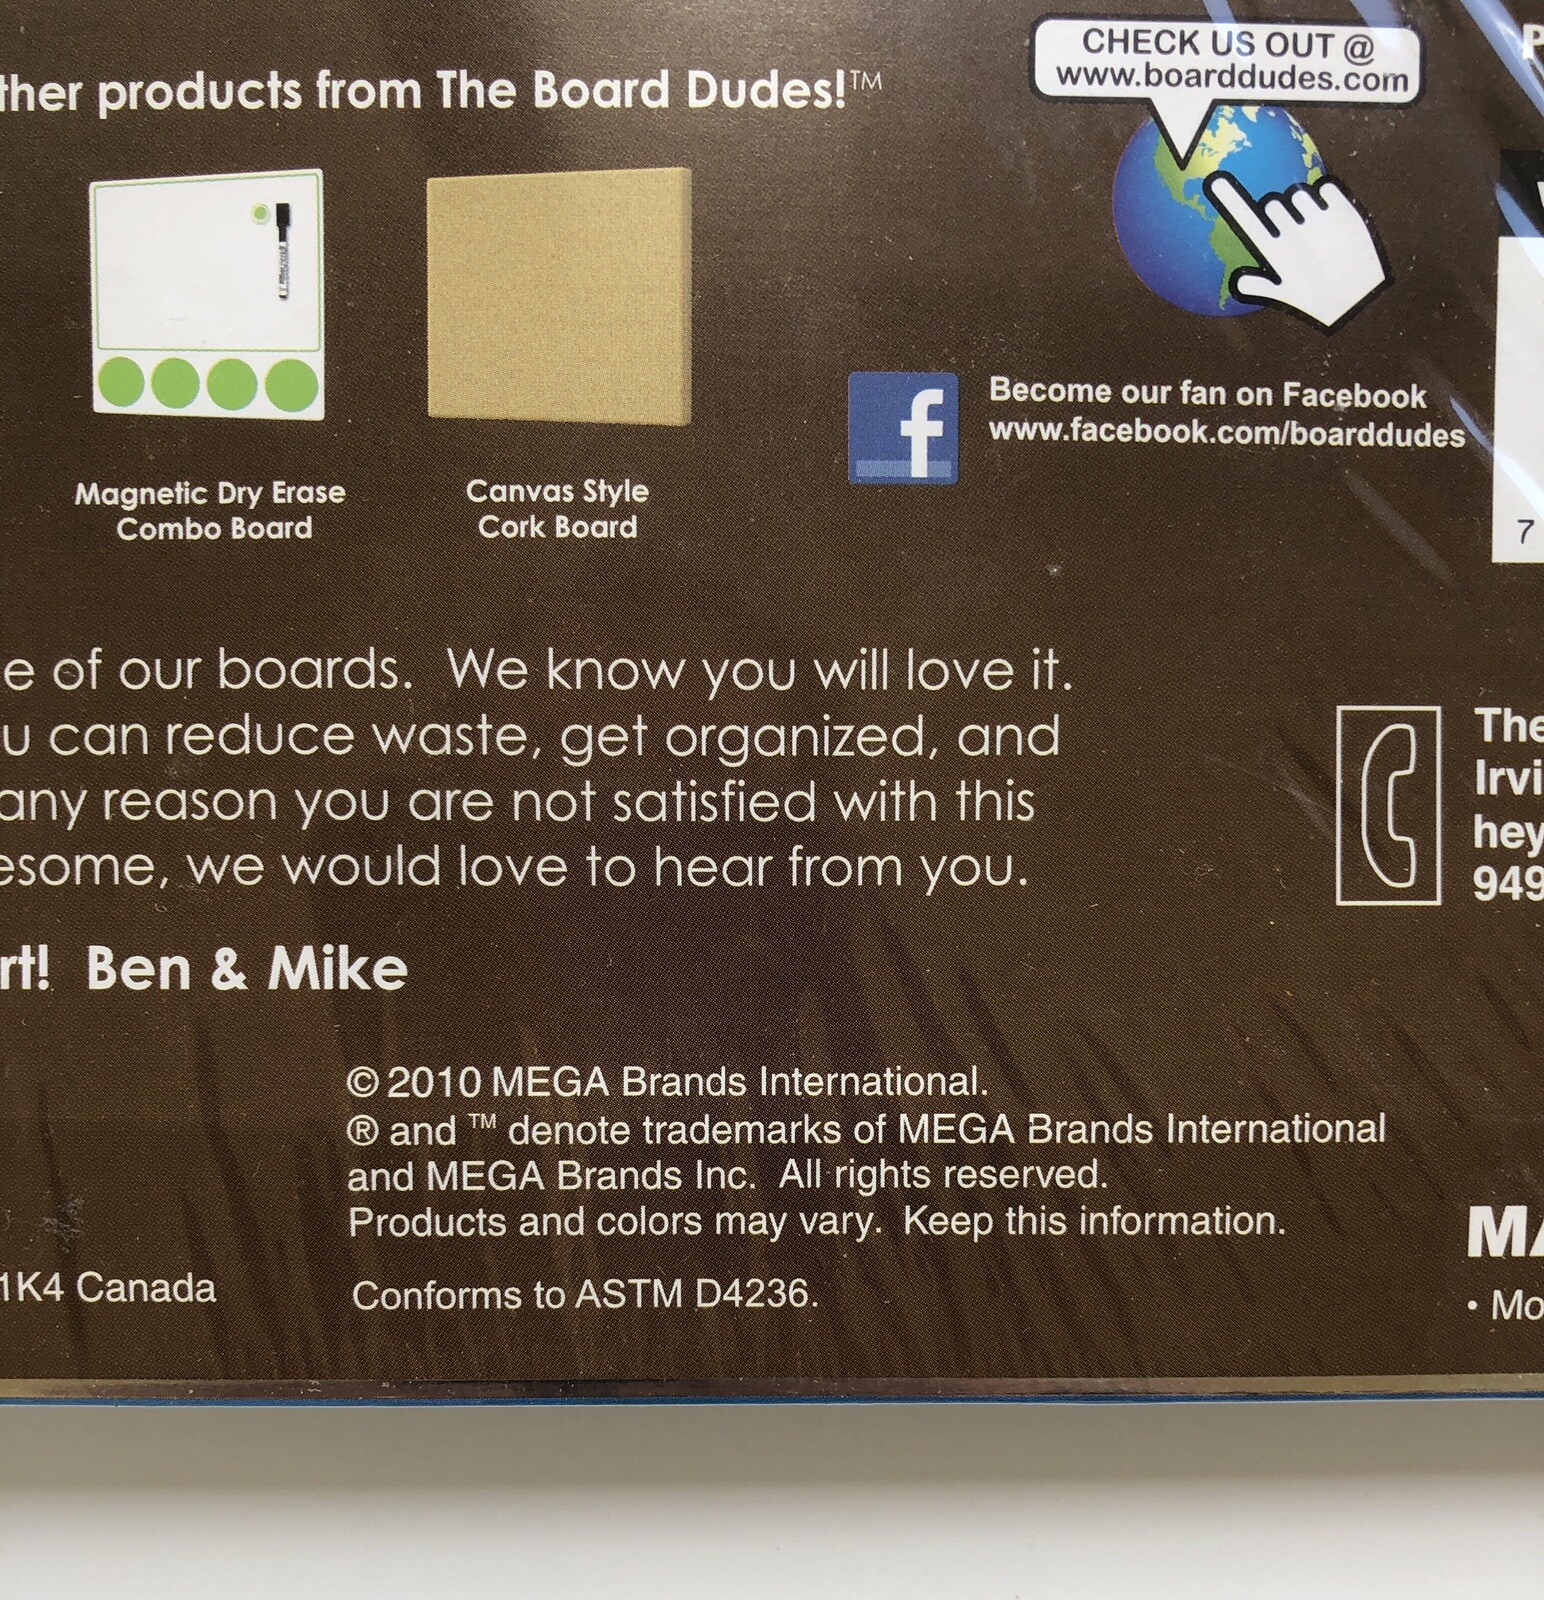 ther products from The Board Dudes!™
CHECK US OUT @
www.boarddudes.com
Magnetic Dry Erase
Combo Board
Canvas Style
Cork Board
f
Become our fan on Facebook
www.facebook.com/boarddudes
7
e of our boards. We know you will love it.
u can reduce waste, get organized, and
any reason you are not satisfied with this
esome, we would love to hear from you.
rt! Ben & Mike
The
Irvi
hey
949
© 2010 MEGA Brands International.
® and ™ denote trademarks of MEGA Brands International
and MEGA Brands Inc. All rights reserved.
Products and colors may vary. Keep this information.
1K4 Canada
Conforms to ASTM D4236.
MA
• Mo